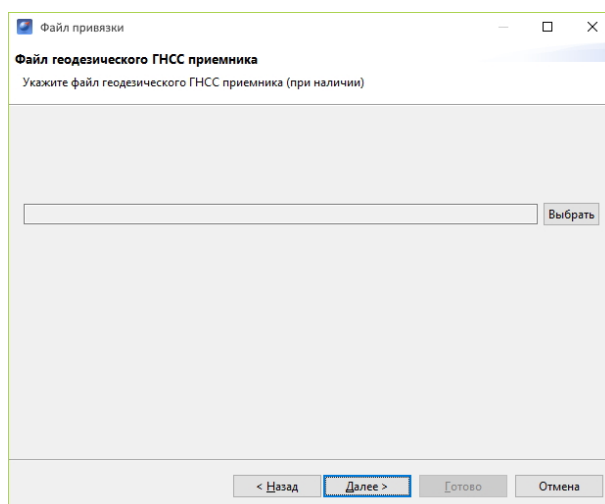 Файл привязки
Файл геодезического ГНСС приемника
Укажите файл геодезического ГНСС приемника (при наличии)
Выбрать
< Назад Далее > Готово Отмена